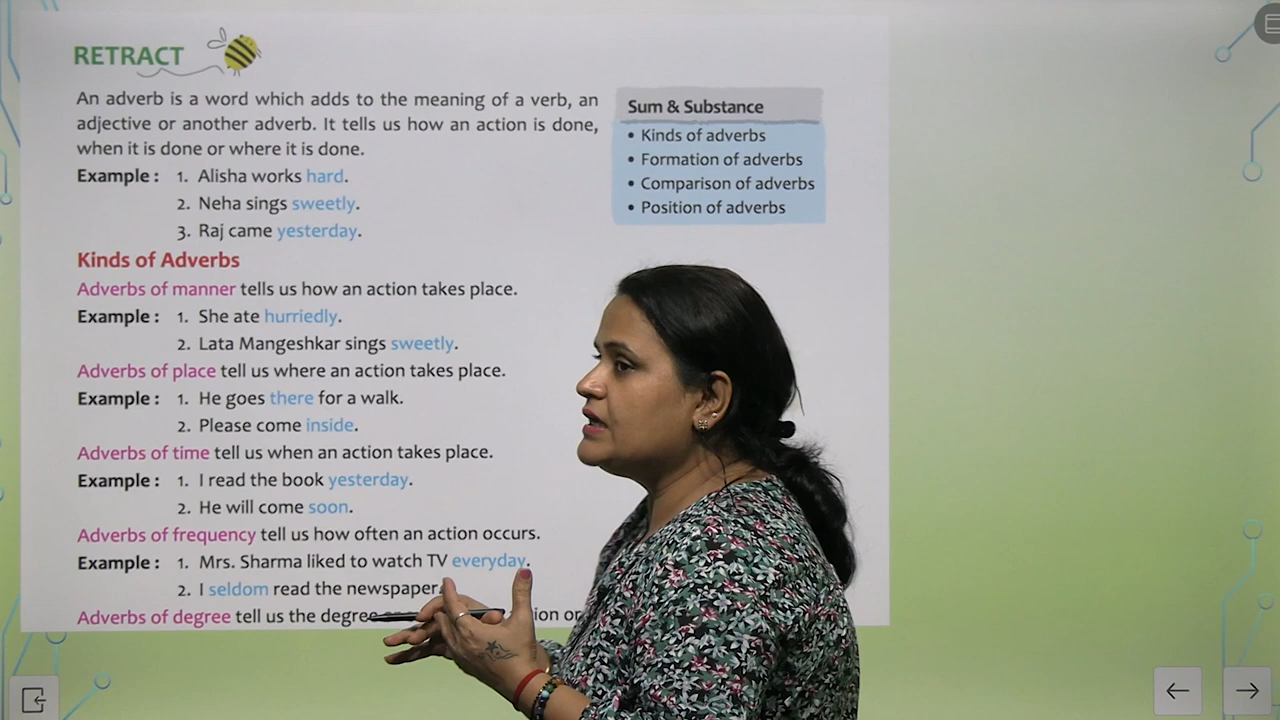 RETRACT
An adverb is a word which adds to the meaning of a verb, an
adjective or another adverb. It tells us how an action is done,
when it is done or where it is done.
Example : 1. Alisha works hard.
2. Neha sings sweetly.
3. Raj came yesterday.
Sum & Substance
• Kinds of adverbs
• Formation of adverbs
• Comparison of adverbs
• Position of adverbs
Kinds of Adverbs
Adverbs of manner tells us how an action takes place.
Example : 1. She ate hurriedly.
2. Lata Mangeshkar sings sweetly.
Adverbs of place tell us where an action takes place.
Example : 1. He goes there for a walk.
2. Please come inside.
Adverbs of time tell us when an action takes place.
Example : 1. I read the book yesterday.
2. He will come soon.
Adverbs of frequency tell us how often an action occurs.
Example : 1. Mrs. Sharma liked to watch TV everyday.
2. I seldom read the newspaper.
Adverbs of degree tell us the degree